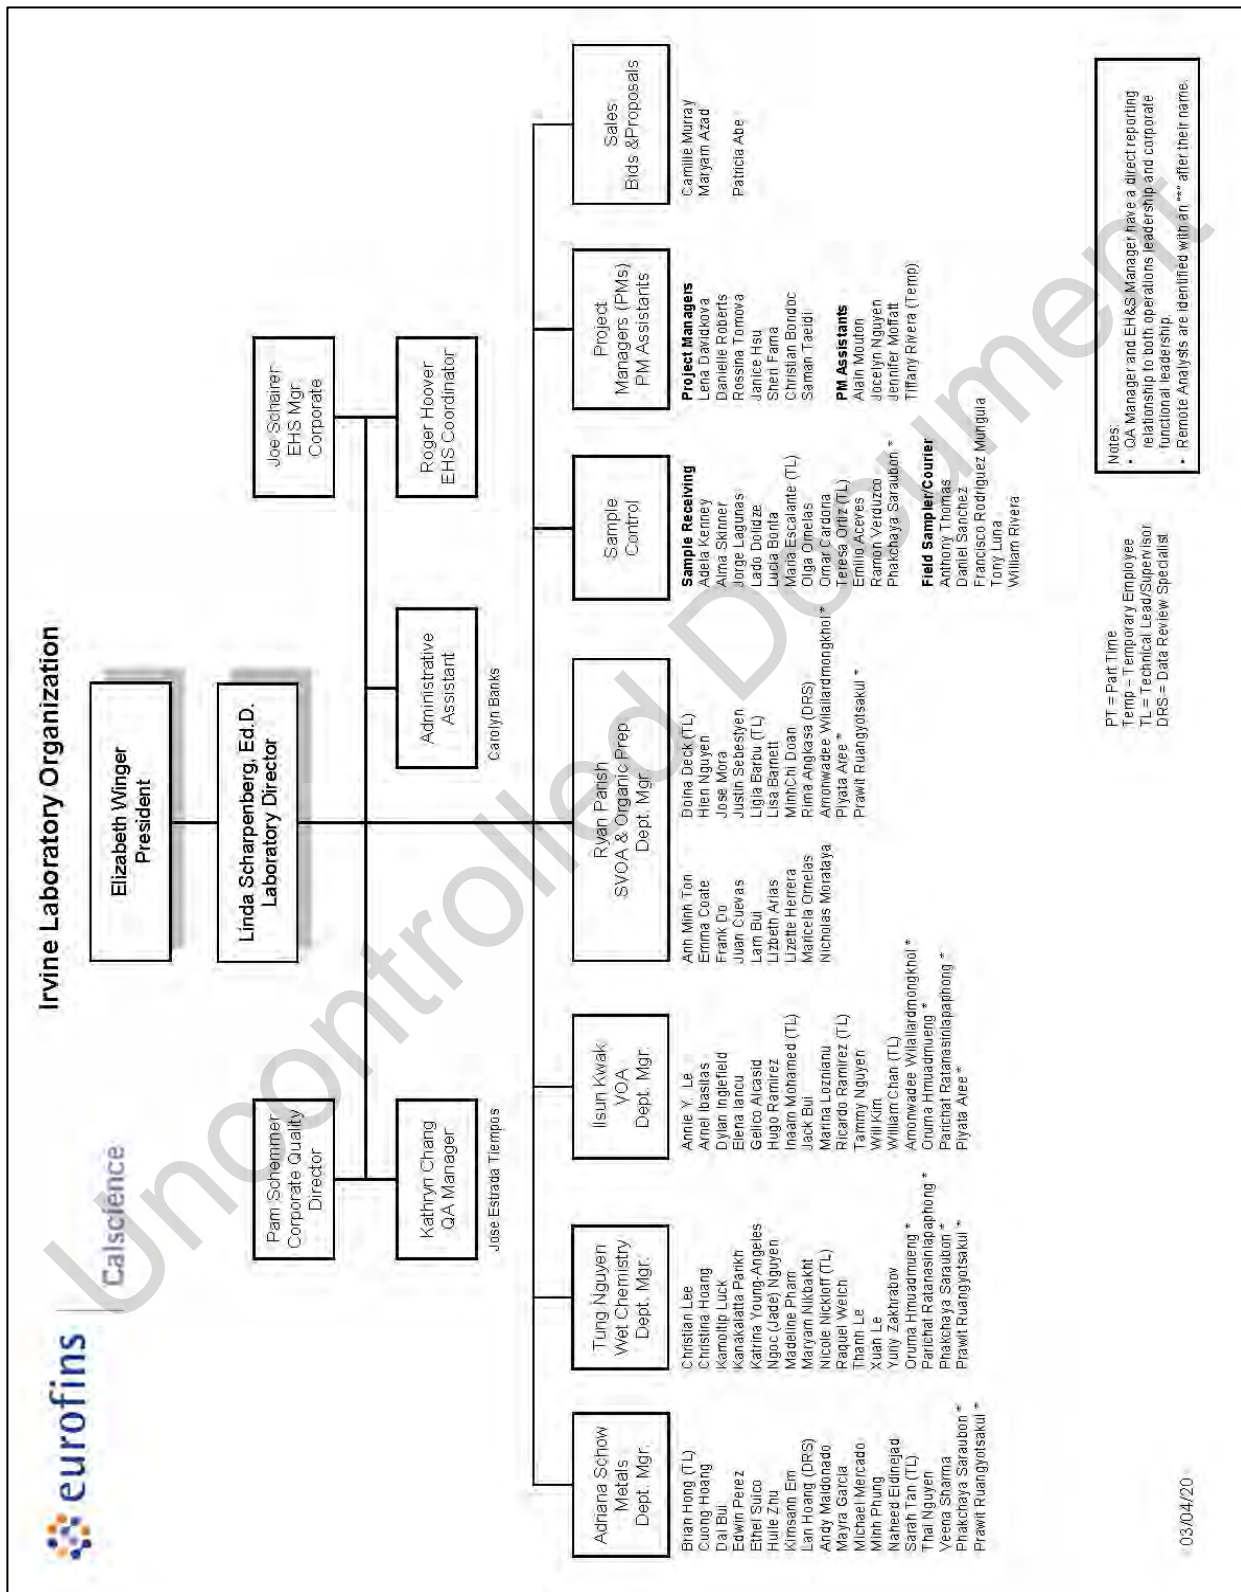 eurofins
Calscience
Irvine Laboratory Organization
Elizabeth Winger
President
Linda Scharpenberg, Ed.D.
Laboratory Director
Pam Schemmer
Corporate Quality
Director
Joe Schairer
EHS Mgr.
Corporate
Kathryn Chang
QA Manager
Jose Estrada Tiempos
Administrative
Assistant
Carolyn Banks
Roger Hoover
EHS Coordinator
Adriana Schow
Metals
Dept. Mgr.
Brian Hong (TL)
Cuong Hoang
Dai Bui
Edwin Perez
Ethel Suico
Huile Zhu
Kimsann Em
Lan Hoang (DRS)
Andy Maldonado
Mayra Garcia
Michael Mercado
Minh Phung
Naheed Eidinejad
Sarah Tan (TL)
Thai Nguyen
Veena Sharma
Phakchaya Saraubon *
Prawit Ruangyotsakul *
Tung Nguyen
Wet Chemistry
Dept. Mgr.
Christian Lee
Christina Hoang
Kamoltip Luck
Kanakalatta Parikh
Katrina Young-Angeles
Ngoc (Jade) Nguyen
Madeline Pham
Maryam Nikbakht
Nicole Nickloff (TL)
Raquel Welch
Thanh Le
Xuan Le
Yuriy Zakhrabov
Oruma Hmuadmueng *
Parichat Ratanasinlapaphong *
Phakchaya Saraubon *
Prawit Ruangyotsakul *
Ilsun Kwak
VOA
Dept. Mgr.
Annie Y. Le
Arnel Ibasitas
Dylan Inglefield
Elena Iancu
Gelico Alcasid
Hugo Ramirez
Inaam Mohamed (TL)
Jack Bui
Marina Loznianu
Ricardo Ramirez (TL)
Tammy Nguyen
Will Kim
William Chan (TL)
Amonwadee Wilailardmongkhol *
Oruma Hmuadmueng *
Parichat Ratanasinlapaphong *
Piyata Aree *
Ryan Parish
SVOA & Organic Prep
Dept. Mgr.
Anh Minh Ton
Emma Coate
Frank Do
Juan Cuevas
Lam Bui
Lizbeth Arias
Lizette Herrera
Maricela Ornelas
Nicholas Morataya
Doina Deck (TL)
Hien Nguyen
Jose Mora
Justin Sebestyen
Ligia Barbu (TL)
Lisa Barnett
MinhChi Doan
Rima Angkasa (DRS)
Amonwadee Wilailardmongkhol *
Piyata Aree *
Prawit Ruangyotsakul *
Sample
Control
Sample Receiving
Adela Kenney
Alma Skinner
Jorge Lagunas
Lado Dolidze
Lucia Bonta
Maria Escalante (TL)
Olga Ornelas
Omar Cardona
Teresa Ortiz (TL)
Emilio Aceves
Ramon Verduzco
Phakchaya Saraubon *
Field Sampler/Courier
Anthony Thomas
Daniel Sanchez
Francisco Rodriguez Munguia
Tony Luna
William Rivera
Project
Managers (PMs)
PM Assistants
Project Managers
Lena Davidkova
Danielle Roberts
Rossina Tomova
Janice Hsu
Sheri Fama
Christian Bondoc
Saman Taeidi
PM Assistants
Alain Mouton
Jocelyn Nguyen
Jennifer Moffatt
Tiffany Rivera (Temp)
Sales
Bids &Proposals
Camille Murray
Maryam Azad
Patricia Abe
03/04/20
PT = Part Time
Temp = Temporary Employee
TL = Technical Lead/Supervisor
DRS = Data Review Specialist
Notes:
• QA Manager and EH&S Manager have a direct reporting
relationship to both operations leadership and corporate
functional leadership.
• Remote Analysts are identified with an "*" after their name.
Uncontrolled Document